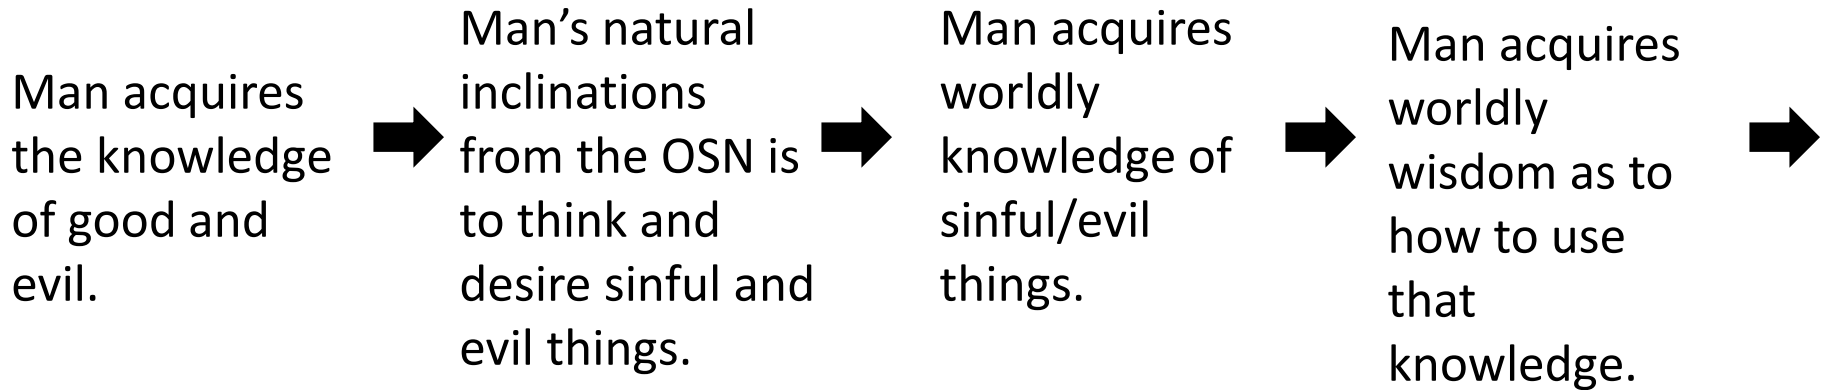 Man acquires
the knowledge
of good and
evil.
Man’s natural
inclinations
from the OSN is
to think and
desire sinful and
evil things.
Man acquires
worldly
knowledge of
sinful/evil
things.
Man acquires
worldly
wisdom as to
how to use
that
knowledge.